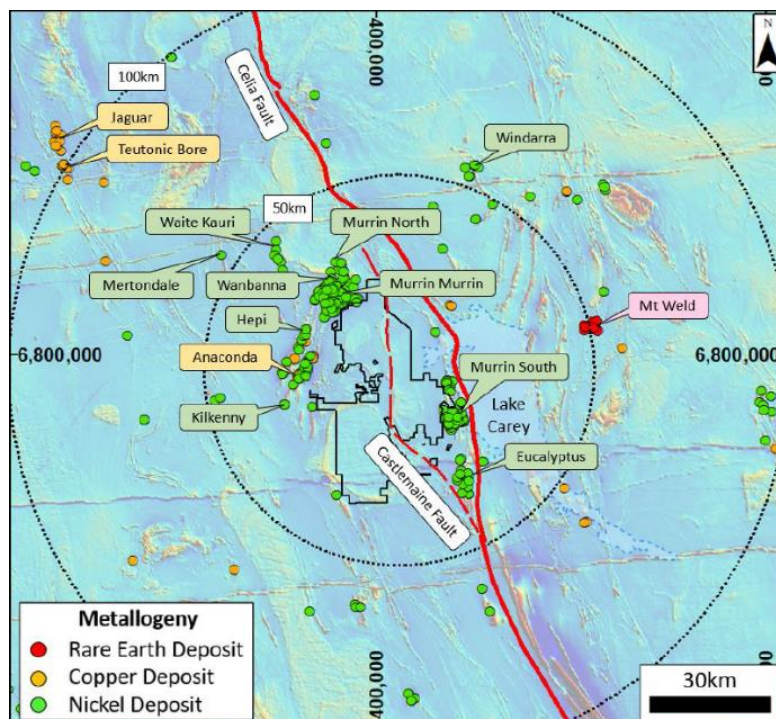 N
400,000
100km
Celia Fault
Jaguar
Teutonic Bore
Windarra
50km
Waite Kauri
Murrin North
Mertondale
Wanbanna
Murrin Murrin
Hepi
Mt Weld
6,800,000
Anaconda
6,800,000
Murrin South
Kilkenny
Lake
Carey
Eucalyptus
Castlemaine Fault
Metallogeny
Rare Earth Deposit
Copper Deposit
Nickel Deposit
400,000
30km